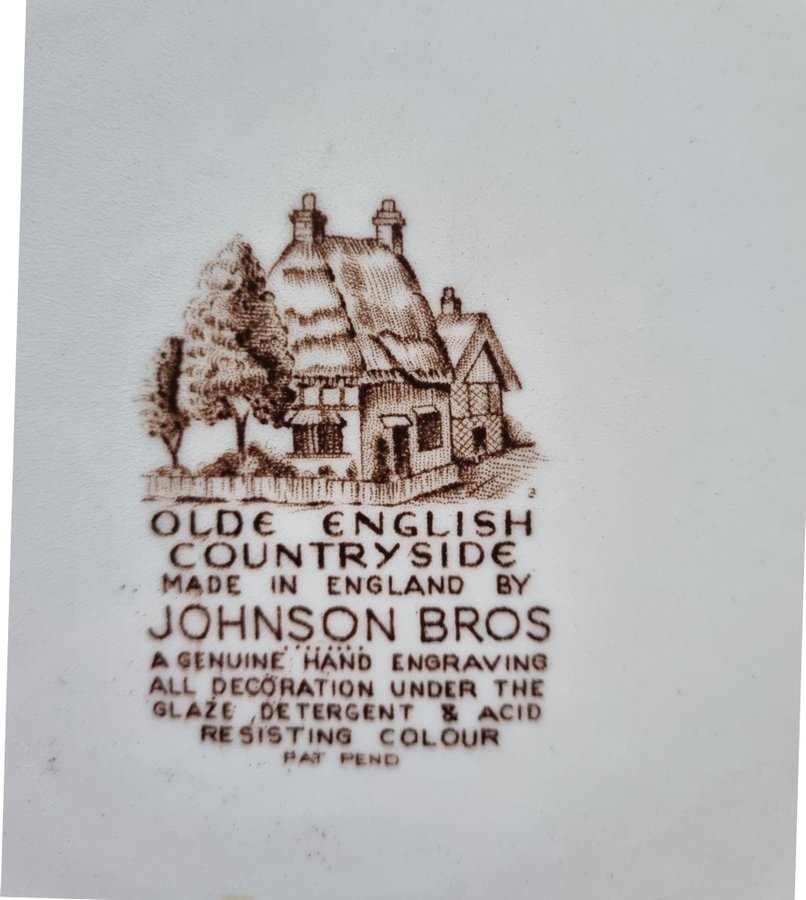 OLDE ENGLISH
COUNTRYSIDE
MADE IN ENGLAND BY
JOHNSON BROS
A GENUINE HAND ENGRAVING
ALL DECORATION UNDER THE
GLAZE, DETERGENT & ACID
RESISTING COLOUR
PAT PEND